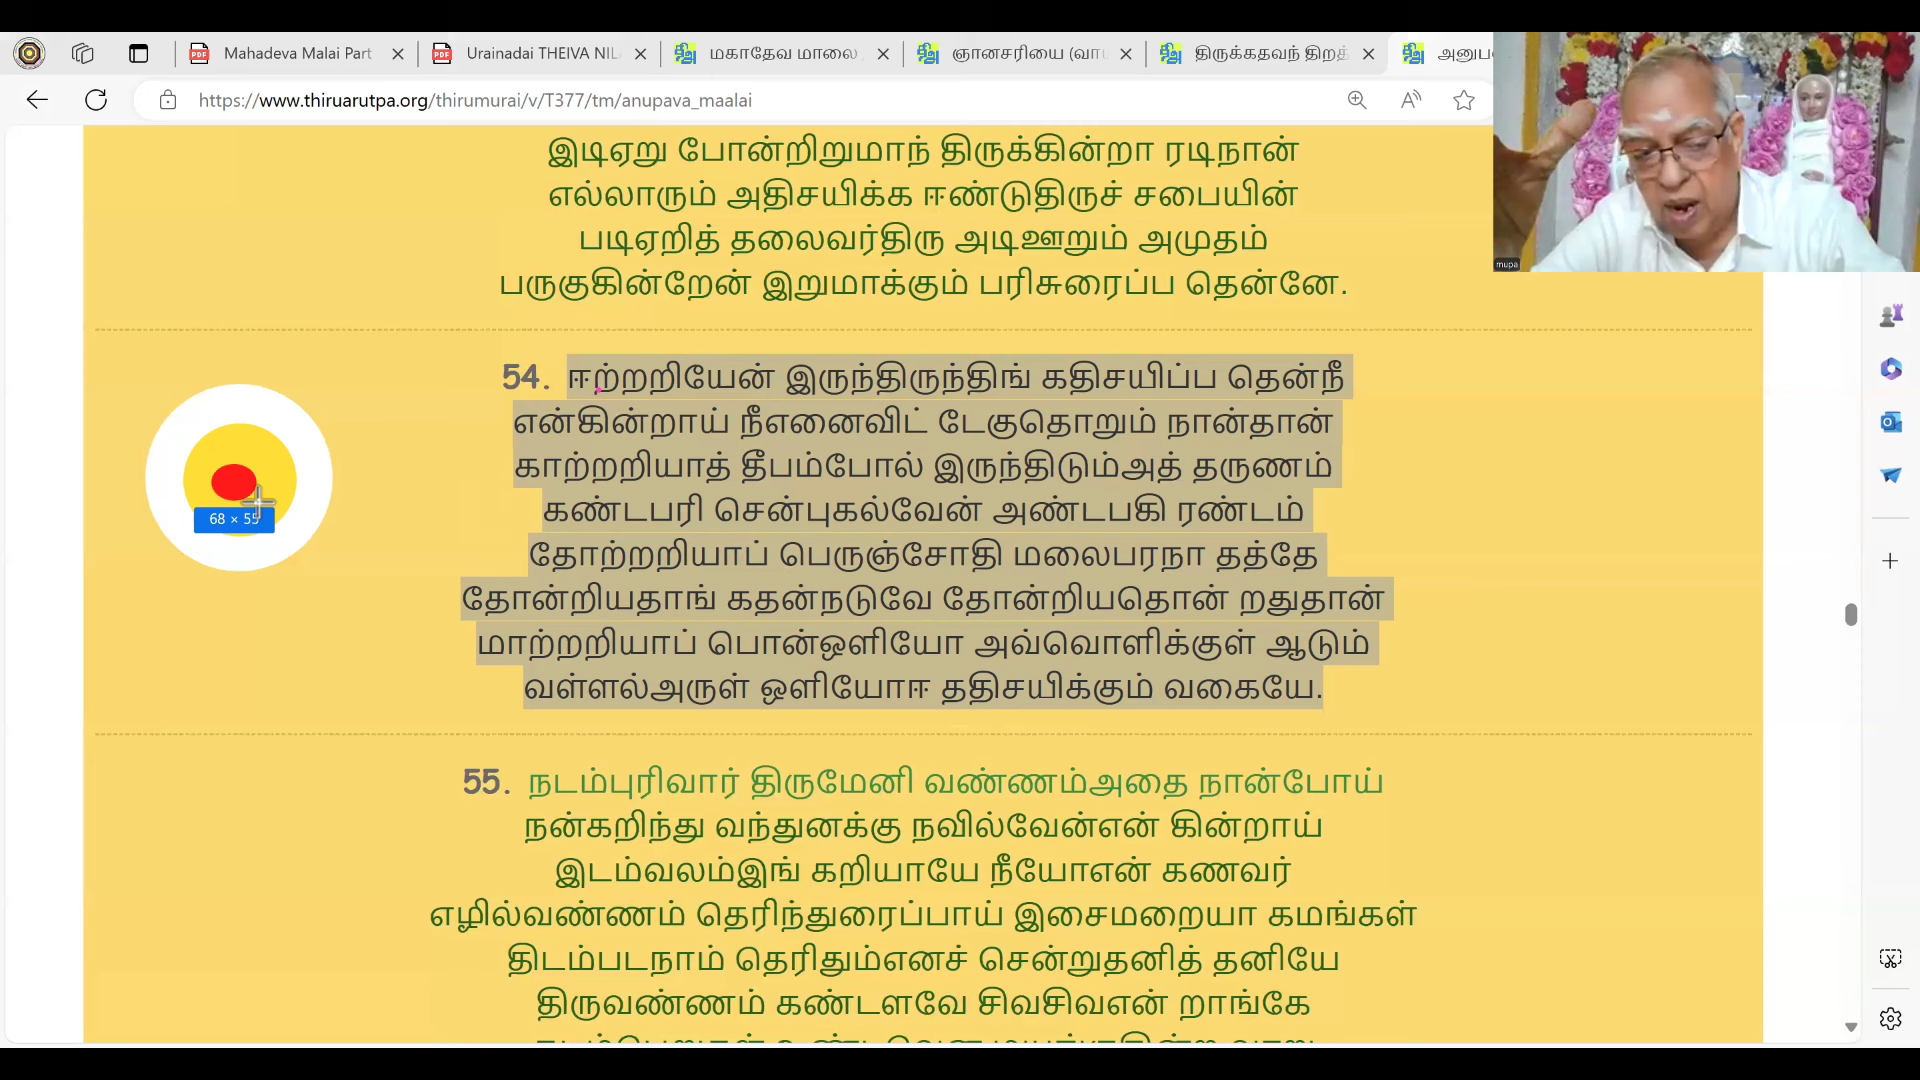 Mahadeva Malai Part
Urainadai THEIVA NIL
மகாதேவ மாலை
ஞானசரியை (வா
திருக்கதவந் திறத்
அனுப
https://www.thiruarutpa.org/thirumurai/v/T377/tm/anupava_maalai
இடிஏறு போன்றிறுமாந் திருக்கின்றா ரடிநான்
எல்லாரும் அதிசயிக்க ஈண்டுதிருச் சபையின்
படிஏறித் தலைவர்திரு அடிஊறும் அமுதம்
பருகுகின்றேன் இறுமாக்கும் பரிசுரைப்ப தென்னே.
54. ஈற்றறியேன் இருந்திருந்திங் கதிசயிப்ப தென்நீ
என்கின்றாய் நீஎனைவிட் டேகுதொறும் நான்தான்
காற்றறியாத் தீபம்போல் இருந்திடும்அத் தருணம்
கண்டபரி சென்புகல்வேன் அண்டபகி ரண்டம்
தோற்றறியாப் பெருஞ்சோதி மலைபரநா தத்தே
தோன்றியதாங் கதன்நடுவே தோன்றியதொன் றதுதான்
மாற்றறியாப் பொன்ஒளியோ அவ்வொளிக்குள் ஆடும்
வள்ளல்அருள் ஒளியோஈ ததிசயிக்கும் வகையே.
68 × 55
55. நடம்புரிவார் திருமேனி வண்ணம்அதை நான்போய்
நன்கறிந்து வந்துனக்கு நவில்வேன்என் கின்றாய்
இடம்வலம்இங் கறியாயே நீயோஎன் கணவர்
எழில்வண்ணம் தெரிந்துரைப்பாய் இசைமறையா கமங்கள்
திடம்படநாம் தெரிதும்எனச் சென்றுதனித் தனியே
திருவண்ணம் கண்டளவே சிவசிவஎன் றாங்கே
mupa